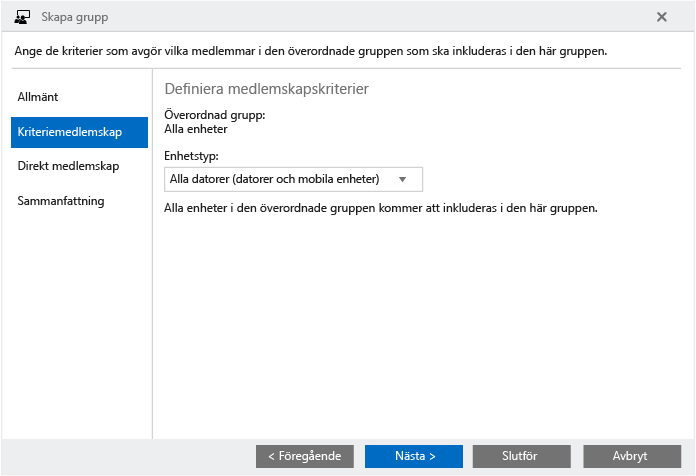 Skapa grupp
Ange de kriterier som avgör vilka medlemmar i den överordnade gruppen som ska inkluderas i den här gruppen.
Allmänt
Kriteriemedlemskap
Direkt medlemskap
Sammanfattning
Definiera medlemskapskriterier
Överordnad grupp:
Alla enheter
Enhetstyp:
Alla datorer (datorer och mobila enheter)
Alla enheter i den överordnade gruppen kommer att inkluderas i den här gruppen.
< Föregående
Nästa >
Slutför
Avbryt